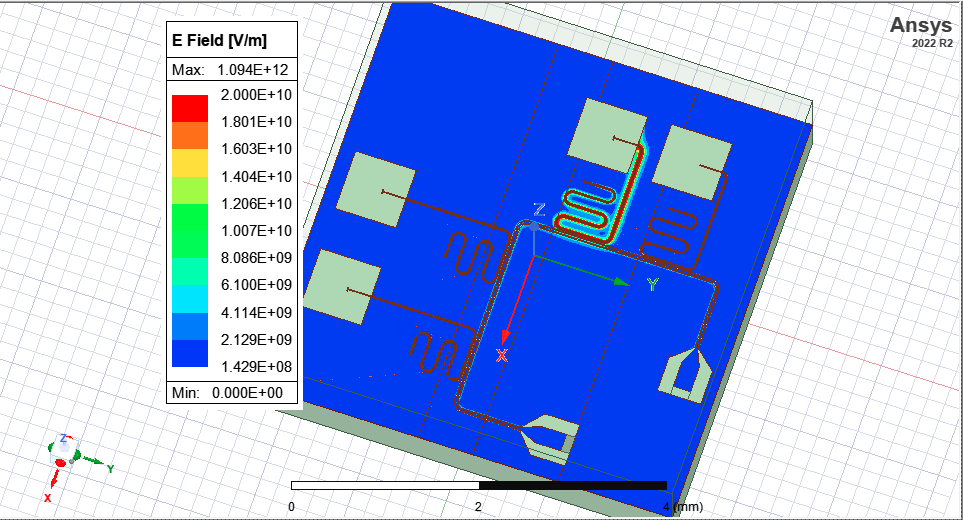 Ansys
2022 R2
E Field [V/m]
Max: 1.094E+12
2.000E+10
1.801E+10
1.603E+10
1.404E+10
1.206E+10
1.007E+10
8.086E+09
6.100E+09
4.114E+09
2.129E+09
1.429E+08
Min: 0.000E+00
Z
Y
X
Z
Y
X
0 2 4 (mm)